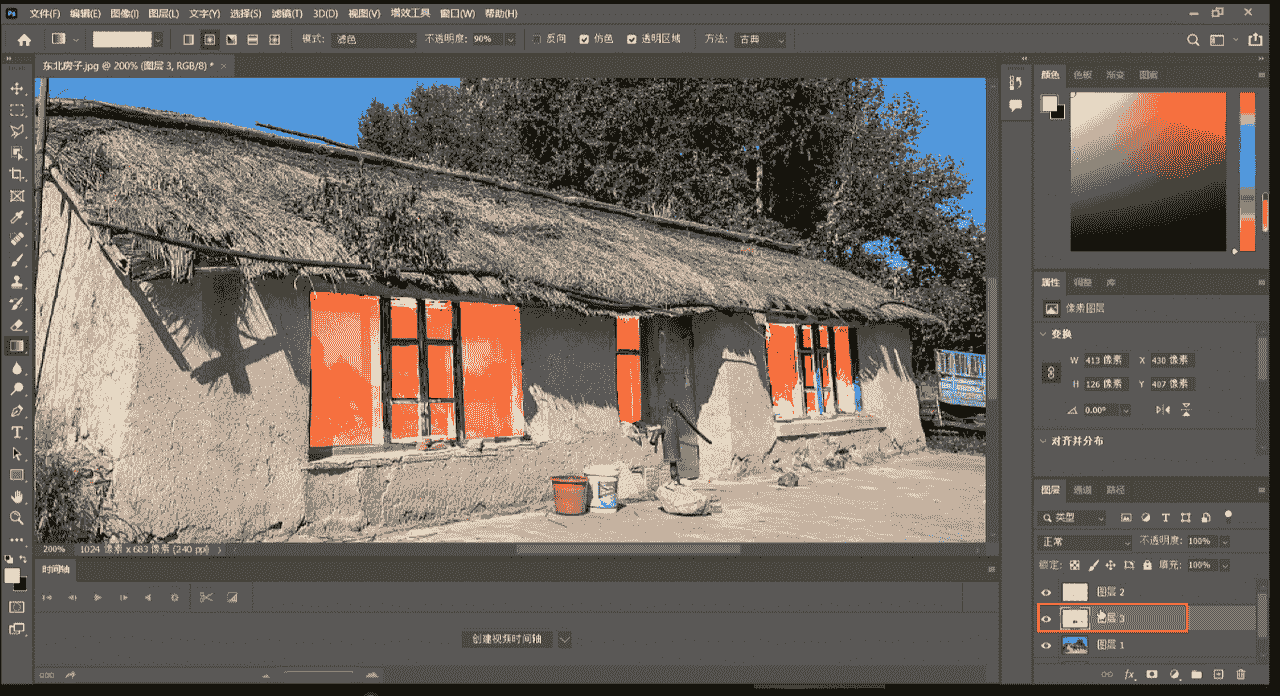 Ps 文件(F) 编辑(E) 图像(I) 图层(L) 文字(Y) 选择(S) 滤镜(T) 3D(D) 视图(V) 增效工具 窗口(W) 帮助(H)
模式: 滤色 不透明度: 90% 反向 仿色 透明区域 方法: 古典
东北房子.jpg @ 200% (图层 3, RGB/8) * ×
颜色 色板 渐变 图案
属性 调整 库
像素图层
变换
W 413 像素 X 430 像素
H 126 像素 Y 407 像素
0.00°
对齐并分布
图层 通道 路径
类型
正常 不透明度: 100%
锁定: 填充: 100%
图层 2
图层 3
图层 1
200% 1024 像素 x 683 像素 (240 ppi)
时间轴
创建视频时间轴